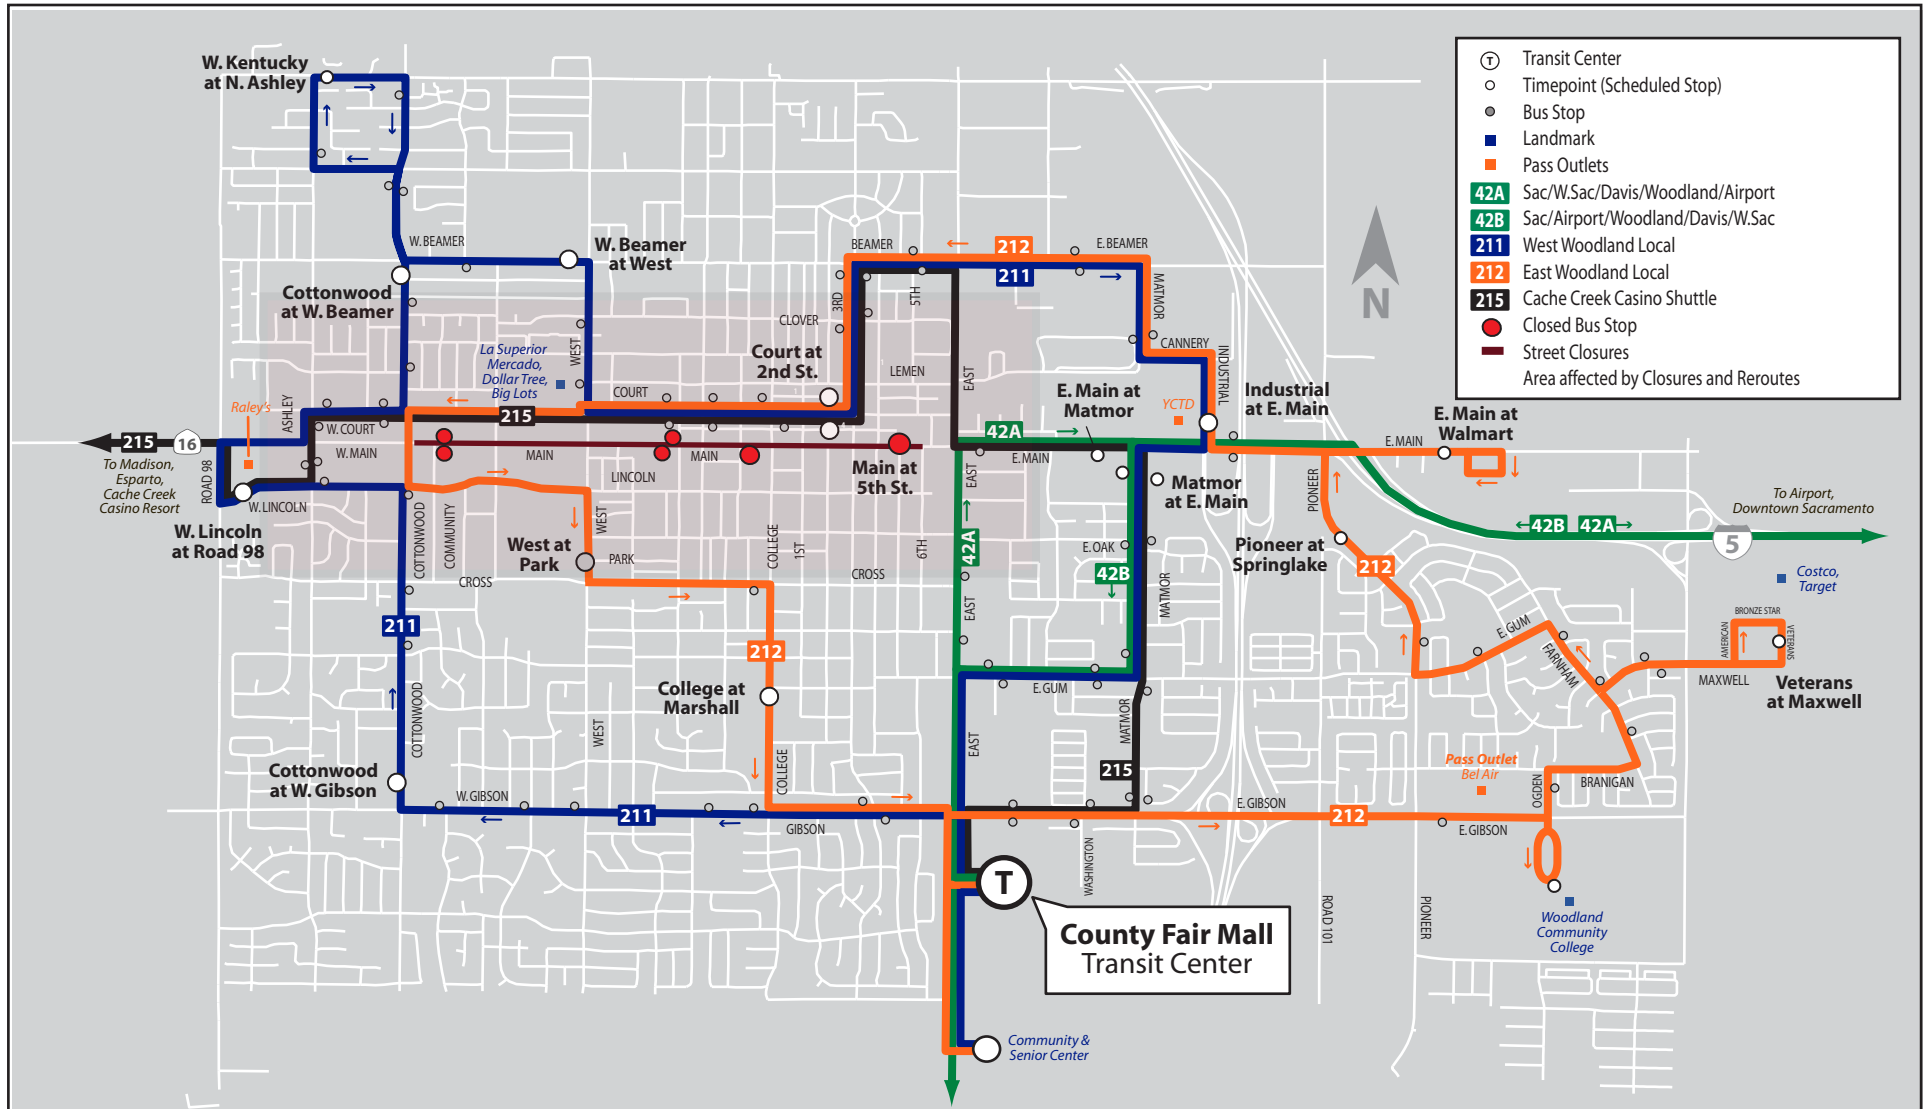 W. Kentucky
at N. Ashley
T Transit Center
Timepoint (Scheduled Stop)
Bus Stop
Landmark
Pass Outlets
42A Sac/W.Sac/Davis/Woodland/Airport
42B Sac/Airport/Woodland/Davis/W.Sac
211 West Woodland Local
212 East Woodland Local
215 Cache Creek Casino Shuttle
Closed Bus Stop
Street Closures
Area affected by Closures and Reroutes
W. BEAMER
W. Beamer
at West
BEAMER
212
E. BEAMER
211
MATMOR
N
Cottonwood
at W. Beamer
3RD
5TH
CLOVER
CANNERY
INDUSTRIAL
La Superior
Mercado,
Dollar Tree,
Big Lots
WEST
Court at
2nd St.
LEMEN
EAST
E. Main at
Matmor
YCTD
Industrial
at E. Main
Raley's
ASHLEY
COURT
215
W. COURT
42A
E. Main at
Walmart
215
16
To Madison,
Esparto,
Cache Creek
Casino Resort
ROAD 98
W. MAIN
MAIN
MAIN
LINCOLN
Main at
5th St.
E. MAIN
E. MAIN
EAST
Matmor
at E. Main
PIONEER
W. LINCOLN
W. Lincoln
at Road 98
COTTONWOOD
COMMUNITY
WEST
COLLEGE
1ST
6TH
To Airport,
Downtown Sacramento
42B
42A
5
West at
Park
PARK
CROSS
CROSS
42A
E. OAK
42B
Pioneer at
Springlake
212
Costco,
Target
EAST
MATMOR
211
212
E. GUM
FARNHAM
BRONZE STAR
AMERICAN
VETERANS
MAXWELL
Veterans
at Maxwell
College at
Marshall
E. GUM
COTTONWOOD
WEST
COLLEGE
EAST
MATMOR
Cottonwood
at W. Gibson
215
Pass Outlet
Bel Air
OGDEN
BRANIGAN
W. GIBSON
211
GIBSON
E. GIBSON
212
E. GIBSON
WASHINGTON
T
County Fair Mall
Transit Center
ROAD 101
PIONEER
Woodland
Community
College
Community &
Senior Center